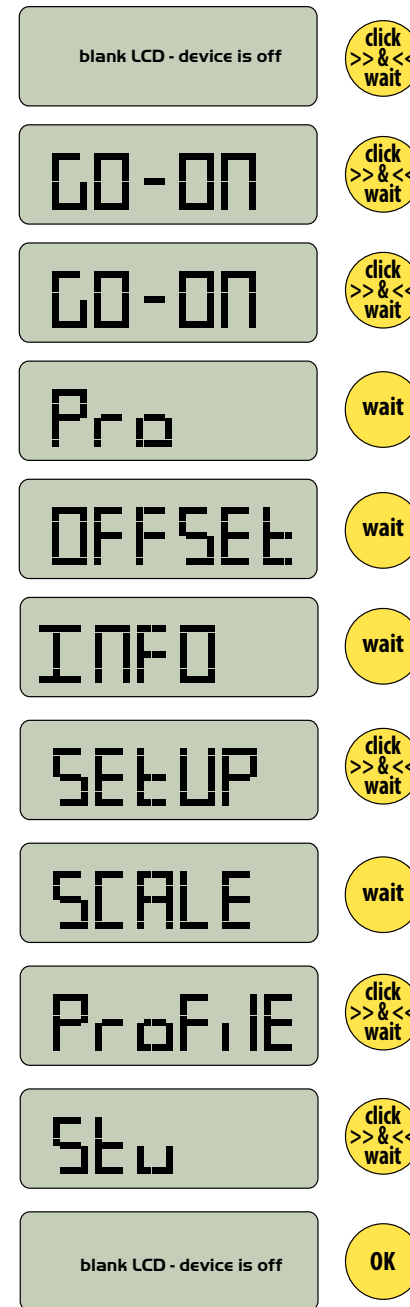 blank LCD - device is off
click
>> & <<
wait
GO-ON
click
>> & <<
wait
GO-ON
click
>> & <<
wait
Pro
wait
OFFSEt
wait
INFO
wait
SEtUP
click
>> & <<
wait
SCALE
wait
ProFilE
click
>> & <<
wait
Stu
click
>> & <<
wait
blank LCD - device is off
OK